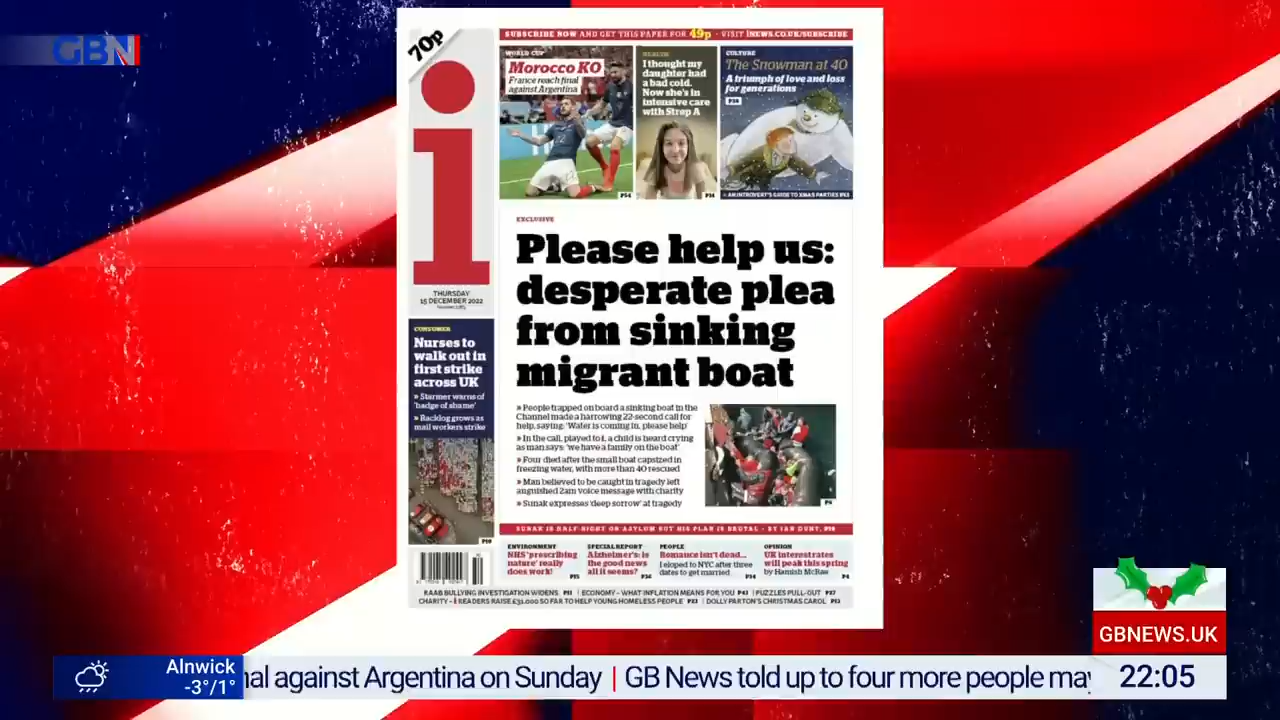 GBN
70p
SUBSCRIBE NOW AND GET THIS PAPER FOR 49p - VISIT INEWS.CO.UK/SUBSCRIBE
i
THURSDAY
15 DECEMBER 2022
WORLD CUP
Morocco KO
France reach final
against Argentina
P54
I thought my
daughter had
a bad cold.
Now she's in
intensive care
with Strep A
CULTURE
The Snowman at 40
A triumph of love and loss
for generations
+ AN INTROVERT'S GUIDE TO XMAS PARTIES
EXCLUSIVE
Please help us:
desperate plea
from sinking
migrant boat
» People trapped on board a sinking boat in the
Channel made a harrowing 22-second call for
help, saying: 'Water is coming in, please help'
» In the call, played to i, a child is heard crying
as man says: 'we have a family on the boat'
» Four died after the small boat capsized in
freezing water, with more than 40 rescued
» Man believed to be caught in tragedy left
anguished 2am voice message with charity
» Sunak expresses 'deep sorrow' at tragedy
CONSUMER
Nurses to
walk out in
first strike
across UK
» Starmer warns of
'badge of shame'
» Backlog grows as
mail workers strike
SUNAK IS HALF-RIGHT ON ASYLUM BUT HIS PLAN IS BRUTAL - BY IAN DUNT,
ENVIRONMENT
NHS 'prescribing
nature' really
does work!
SPECIAL REPORT
Alzheimer's: is
the good news
all it seems?
PEOPLE
Romance isn't dead...
I eloped to NYC after three
dates to get married
OPINION
UK interest rates
will peak this spring
by Hamish McRae
RAAB BULLYING INVESTIGATION WIDENS P11 | ECONOMY – WHAT INFLATION MEANS FOR YOU | PUZZLES PULL-OUT P27
CHARITY – i READERS RAISE £31,000 SO FAR TO HELP YOUNG HOMELESS PEOPLE | DOLLY PARTON'S CHRISTMAS CAROL
GBNEWS.UK
Alnwick
-3°/1°
nal against Argentina on Sunday | GB News told up to four more people may
22:05